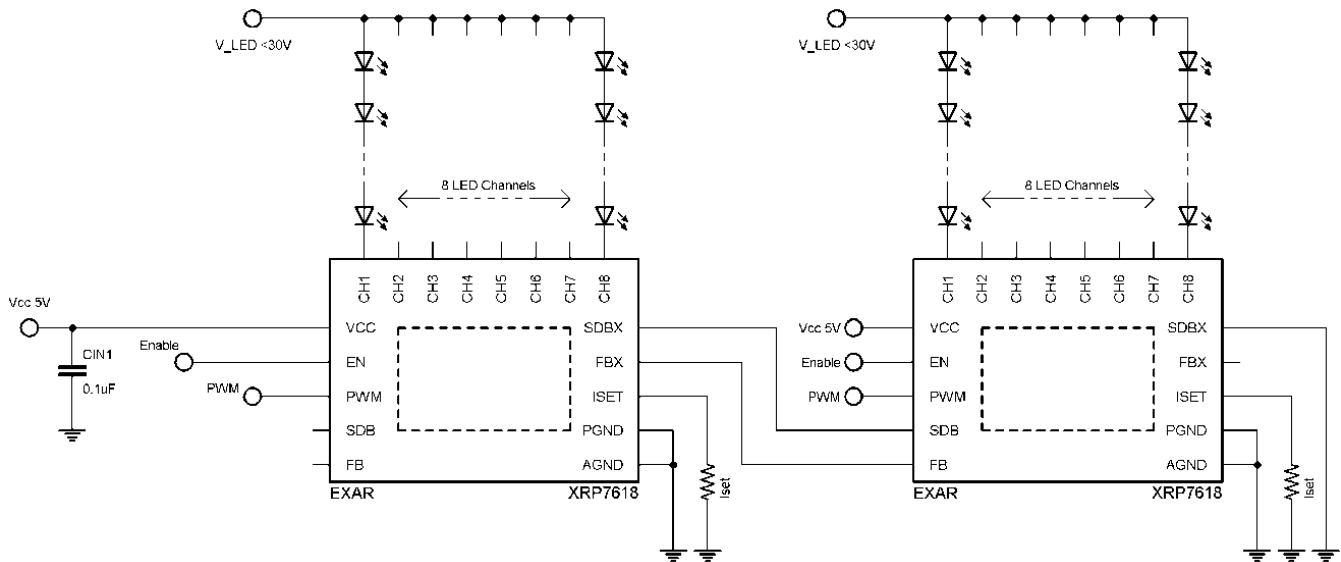 V_LED <30V
V_LED <30V
8 LED Channels
8 LED Channels
CH1 CH2 CH3 CH4 CH5 CH6 CH7 CH8
CH1 CH2 CH3 CH4 CH5 CH6 CH7 CH8
Vcc 5V
CIN1
0.1uF
Enable
PWM
VCC
EN
PWM
SDB
FB
SDBX
FBX
ISET
PGND
AGND
EXAR
XRP7618
Iset
Vcc 5V
Enable
PWM
VCC
EN
PWM
SDB
FB
SDBX
FBX
ISET
PGND
AGND
EXAR
XRP7618
Iset